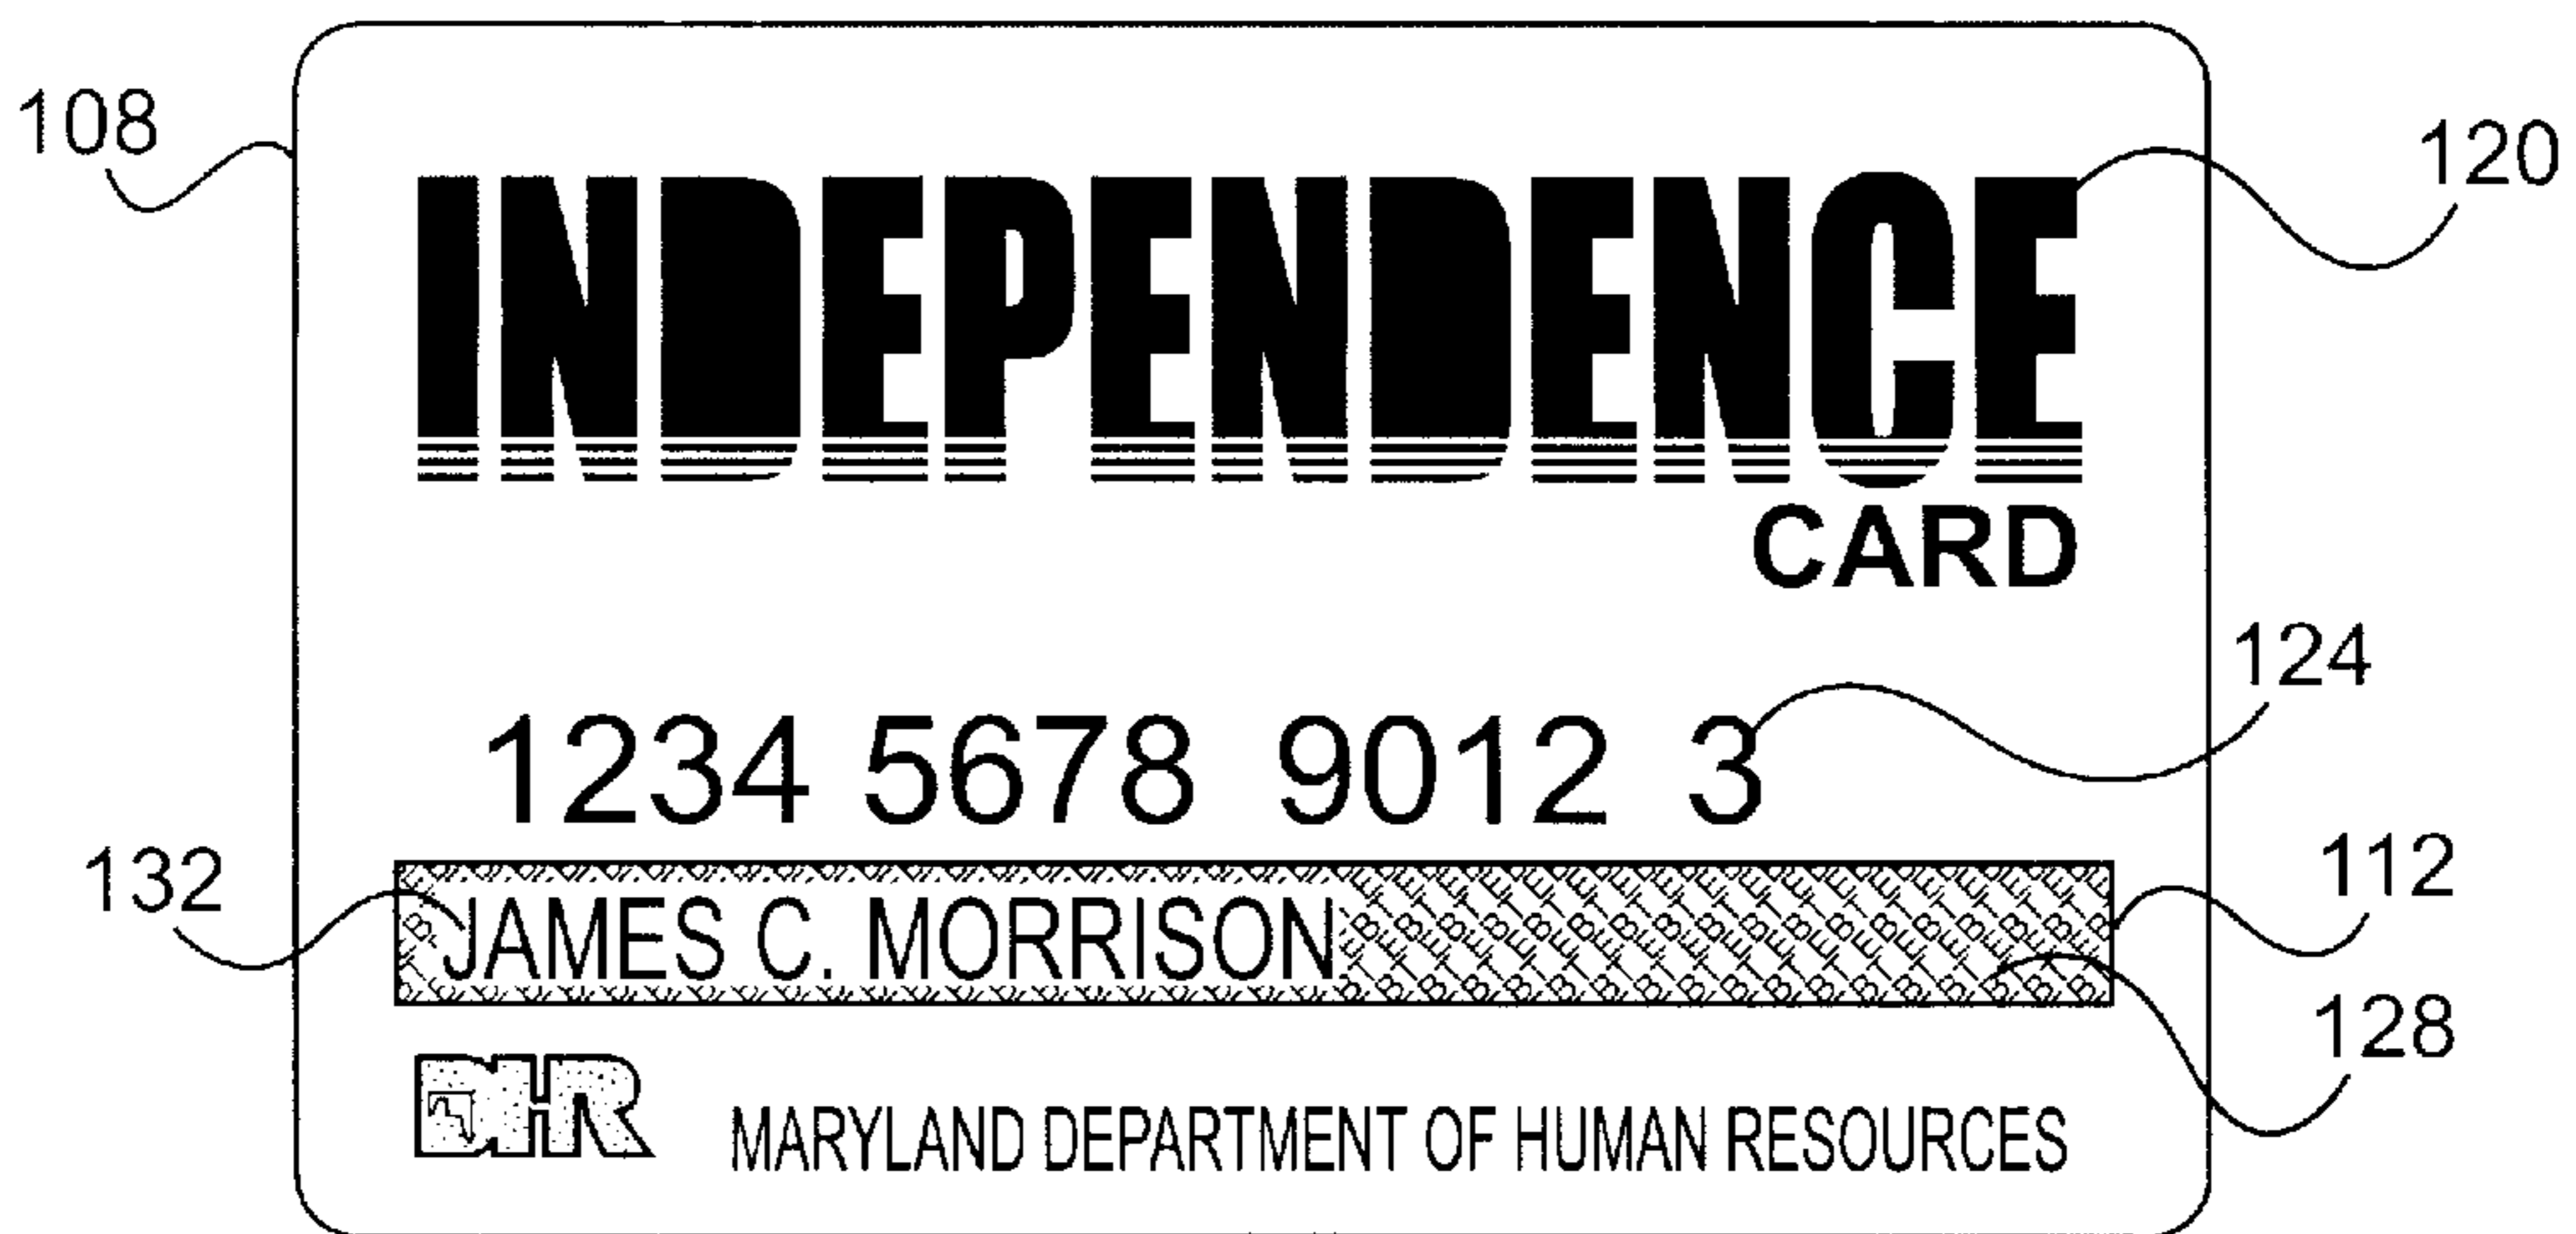 108
120
INDEPENDENCE
CARD
124
1234 5678 9012 3
132
JAMES C. MORRISON
112
128
DHR
MARYLAND DEPARTMENT OF HUMAN RESOURCES